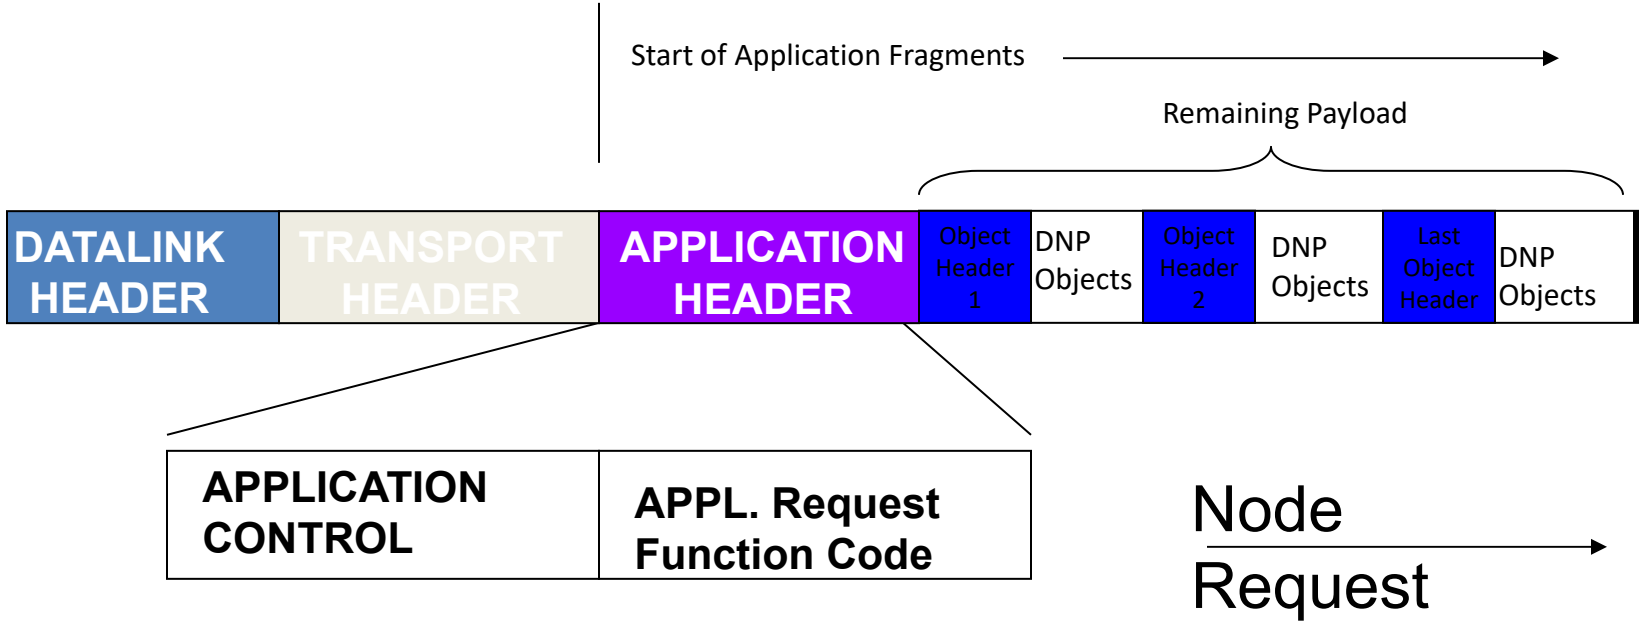 Start of Application Fragments
Remaining Payload
DATALINK
HEADER
TRANSPORT
HEADER
APPLICATION
HEADER
Object
Header
1
DNP
Objects
Object
Header
2
DNP
Objects
Last
Object
Header
DNP
Objects
APPLICATION
CONTROL
APPL. Request
Function Code
Node
Request